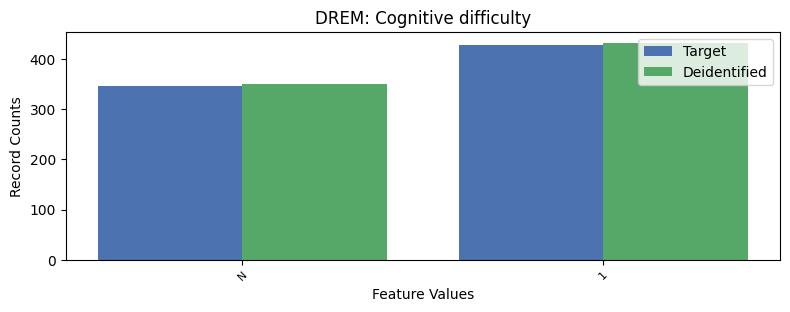 DREM: Cognitive difficulty
Record Counts
400
300
200
100
0
Target
Deidentified
N
1
Feature Values